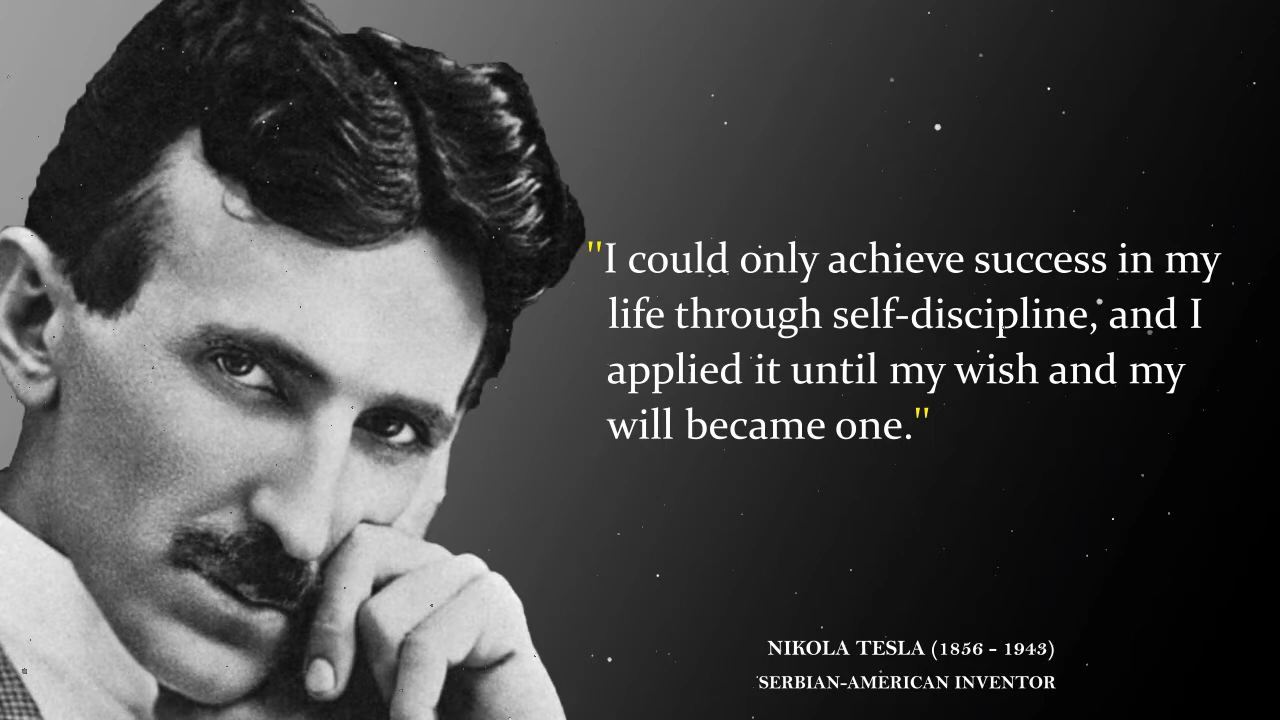 "I could only achieve success in my
life through self-discipline, and I
applied it until my wish and my
will became one."
NIKOLA TESLA (1856 - 1943)
SERBIAN-AMERICAN INVENTOR